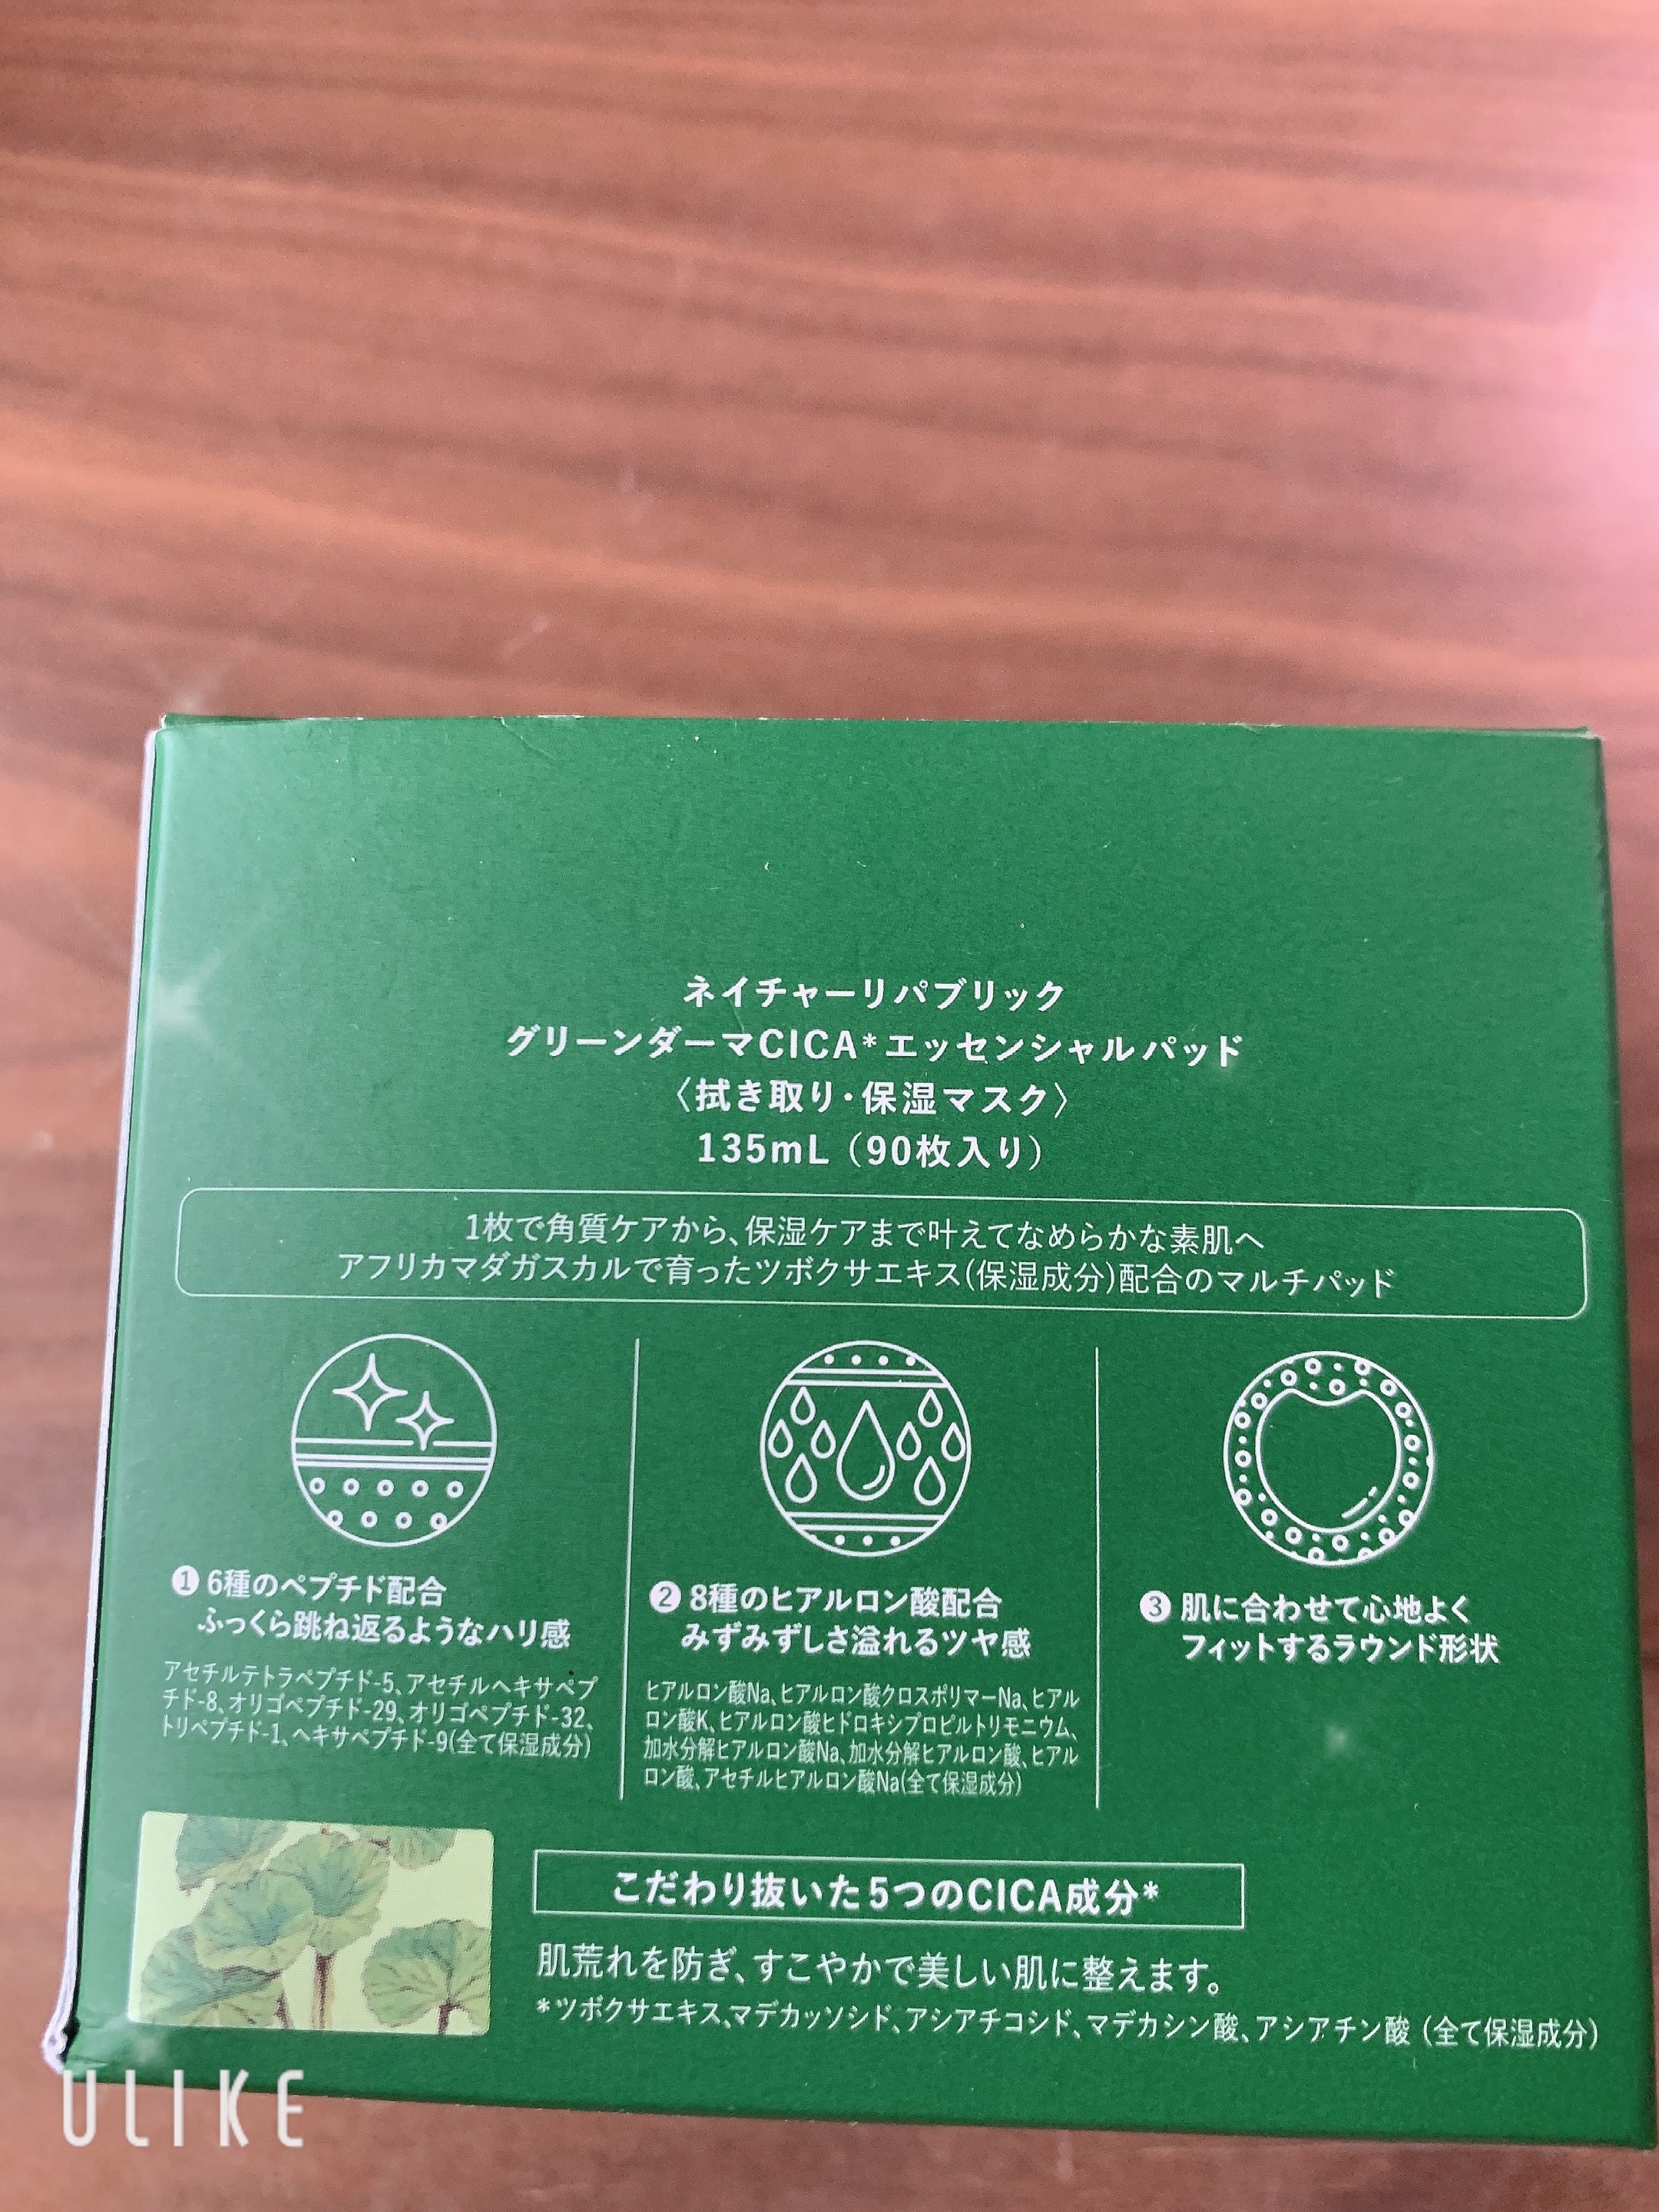 ネイチャーリパブリック
グリーンダーマCICA*エッセンシャルパッド
〈拭き取り・保湿マスク〉
135mL（90枚入り）
1枚で角質ケアから、保湿ケアまで叶えてなめらかな素肌へ
アフリカマダガスカルで育ったツボクサエキス(保湿成分)配合のマルチパッド
❶ 6種のペプチド配合
ふっくら跳ね返るようなハリ感
アセチルテトラペプチド-5、アセチルヘキサペプ
チド-8、オリゴペプチド-29、オリゴペプチド-32、
トリペプチド-1、ヘキサペプチド-9(全て保湿成分)
❷ 8種のヒアルロン酸配合
みずみずしさ溢れるツヤ感
ヒアルロン酸Na、ヒアルロン酸クロスポリマーNa、ヒアル
ロン酸K、ヒアルロン酸ヒドロキシプロピルトリモニウム、
加水分解ヒアルロン酸Na、加水分解ヒアルロン酸、ヒアル
ロン酸、アセチルヒアルロン酸Na(全て保湿成分)
❸ 肌に合わせて心地よく
フィットするラウンド形状
こだわり抜いた5つのCICA成分*
肌荒れを防ぎ、すこやかで美しい肌に整えます。
*ツボクサエキス、マデカッソシド、アシアチコシド、マデカシン酸、アシアチン酸（全て保湿成分）
ULIKE